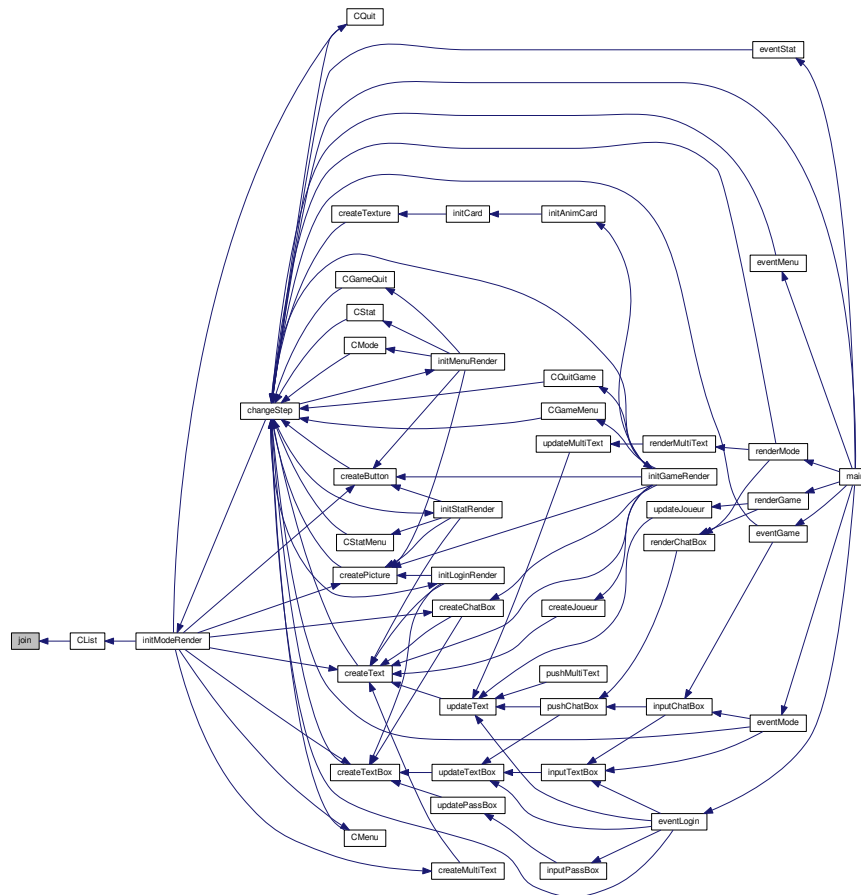 CQuit
eventStat
createTexture
initCard
initAnimCard
eventMenu
CGameQuit
CStat
CMode
initMenuRender
CQuitGame
changeStep
CGameMenu
updateMultiText
renderMultiText
renderMode
createButton
initGameRender
main
initStatRender
updateJoueur
renderGame
CStatMenu
renderChatBox
eventGame
createPicture
initLoginRender
createChatBox
createJoueur
join
CList
initModeRender
createText
pushMultiText
updateText
pushChatBox
inputChatBox
eventMode
createTextBox
updateTextBox
inputTextBox
updatePassBox
eventLogin
CMenu
createMultiText
inputPassBox